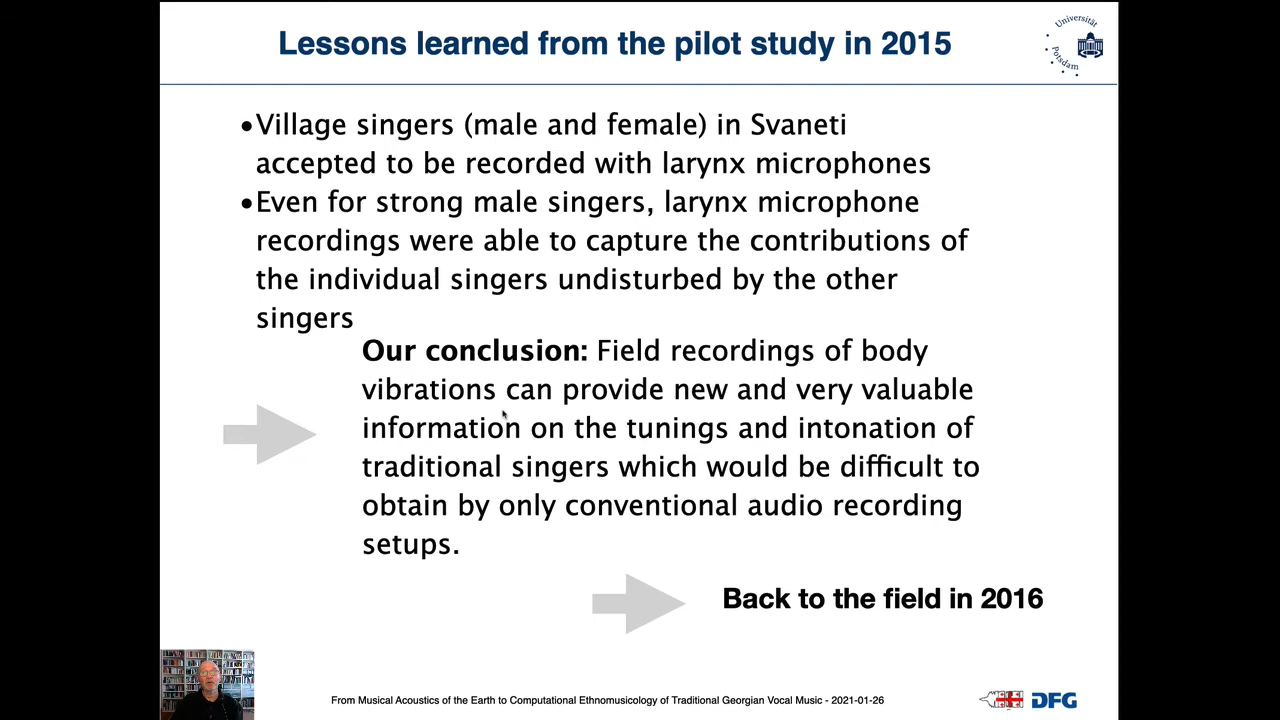 Lessons learned from the pilot study in 2015
Universität
Potsdam
•Village singers (male and female) in Svaneti
accepted to be recorded with larynx microphones
•Even for strong male singers, larynx microphone
recordings were able to capture the contributions of
the individual singers undisturbed by the other
singers
Our conclusion: Field recordings of body
vibrations can provide new and very valuable
information on the tunings and intonation of
traditional singers which would be difficult to
obtain by only conventional audio recording
setups.
Back to the field in 2016
From Musical Acoustics of the Earth to Computational Ethnomusicology of Traditional Georgian Vocal Music - 2021-01-26
DFG